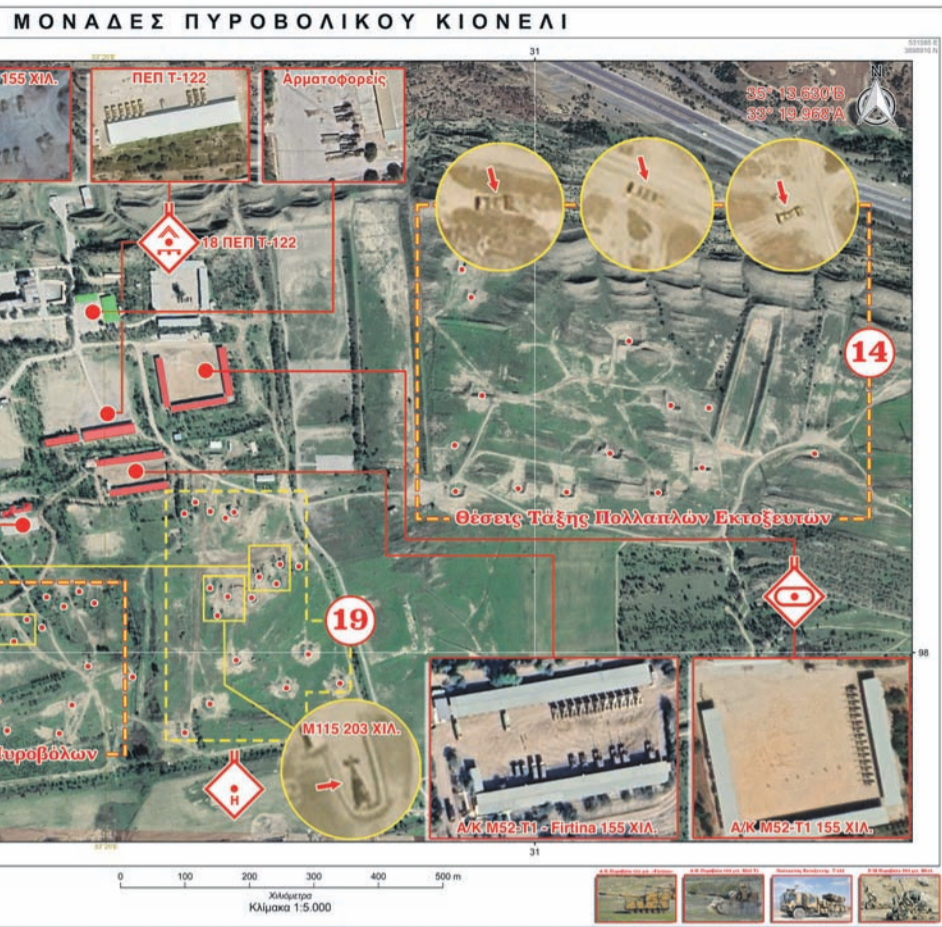 ΜΟΝΑΔΕΣ ΠΥΡΟΒΟΛΙΚΟΥ ΚΙΟΝΕΛΙ
31
155 ΧΙΛ.
ΠΕΠ Τ-122
Αρματοφορείς
N
35° 13.630'Β
33° 19.968'Α
18 ΠΕΠ Τ-122
14
Θέσεις Τάξης Πολλαπλών Εκτοξευτών
19
98
Πυροβόλων
Μ115 203 ΧΙΛ.
H
Α/Κ Μ52-Τ1 - Firtina 155 ΧΙΛ.
Α/Κ Μ52-Τ1 155 ΧΙΛ.
31
0 100 200 300 400 500 m
Χιλιόμετρα
Κλίμακα 1:5.000